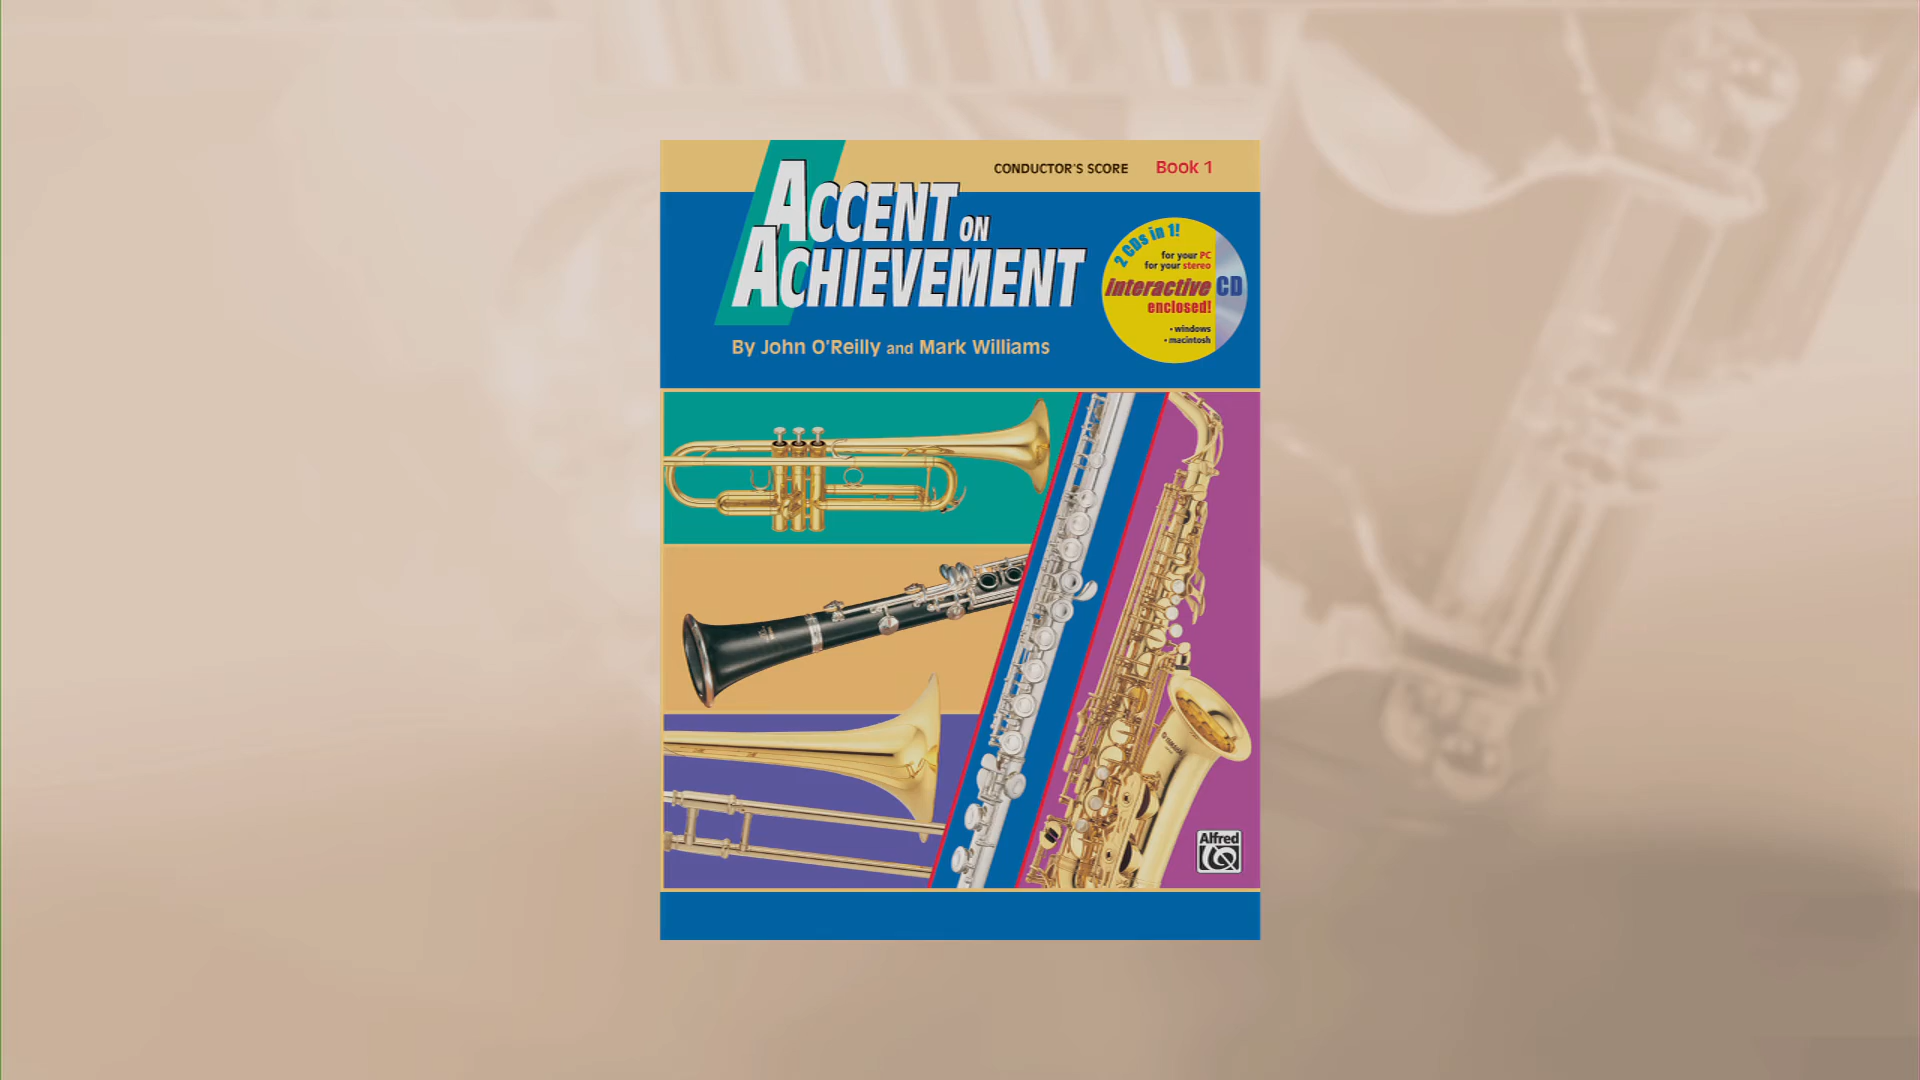 CONDUCTOR'S SCORE Book 1
ACCENT ON
ACHIEVEMENT
2 CDs in 1!
for your PC
for your stereo
interactive CD
enclosed!
• windows
• macintosh
By John O'Reilly and Mark Williams
Alfred